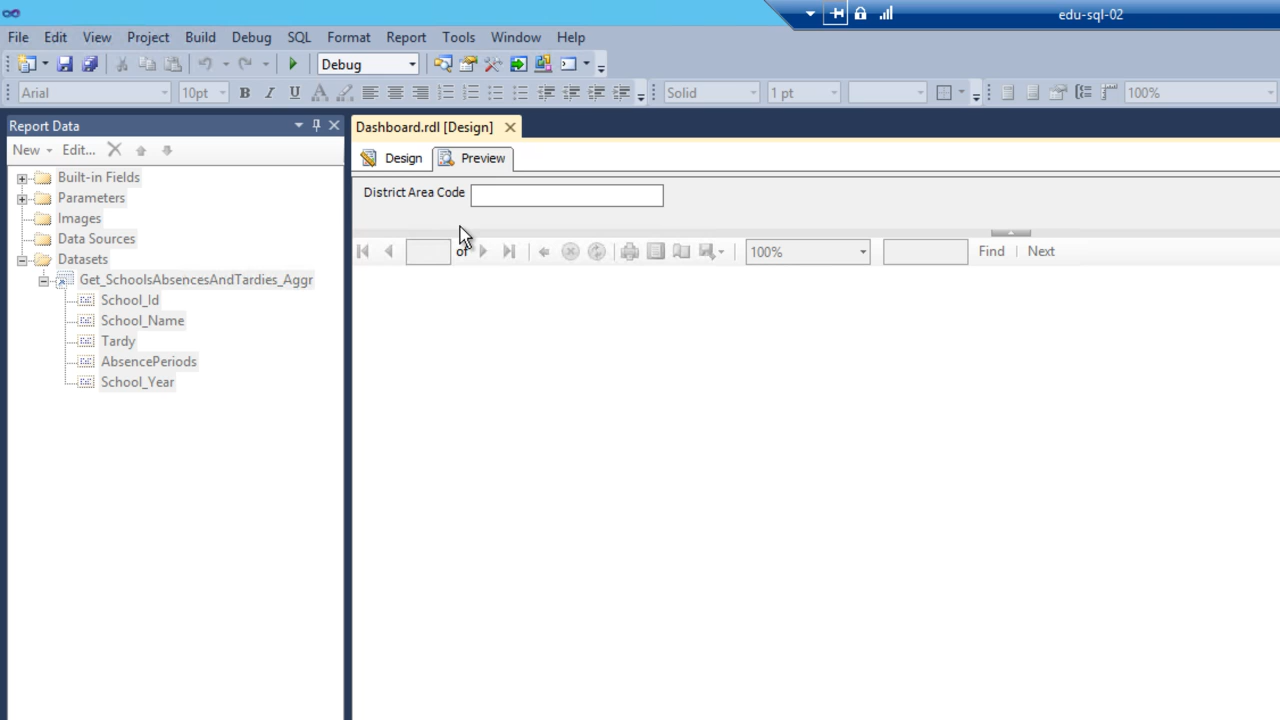 edu-sql-02
File Edit View Project Build Debug SQL Format Report Tools Window Help
Debug
Arial 10pt B I U A Solid 1 pt 100%
Report Data
Dashboard.rdl [Design]
New Edit...
Design Preview
Built-in Fields
District Area Code
Parameters
Images
Data Sources
of 100% Find Next
Datasets
Get_SchoolsAbsencesAndTardies_Aggr
School_Id
School_Name
Tardy
AbsencePeriods
School_Year